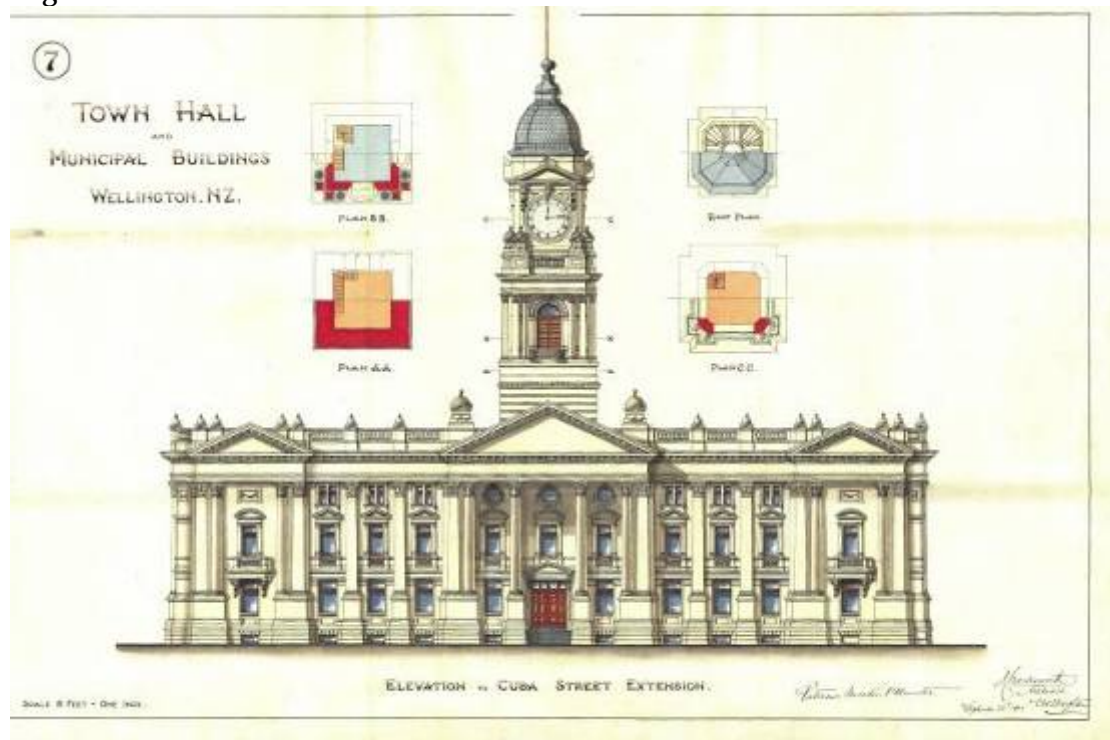 7
TOWN HALL
AND
MUNICIPAL BUILDINGS
WELLINGTON. N.Z.
PLAN B.B.
ROOF PLAN
PLAN A.A.
PLAN C.C.
ELEVATION TO CUBA STREET EXTENSION.
SCALE 8 FEET = ONE INCH.